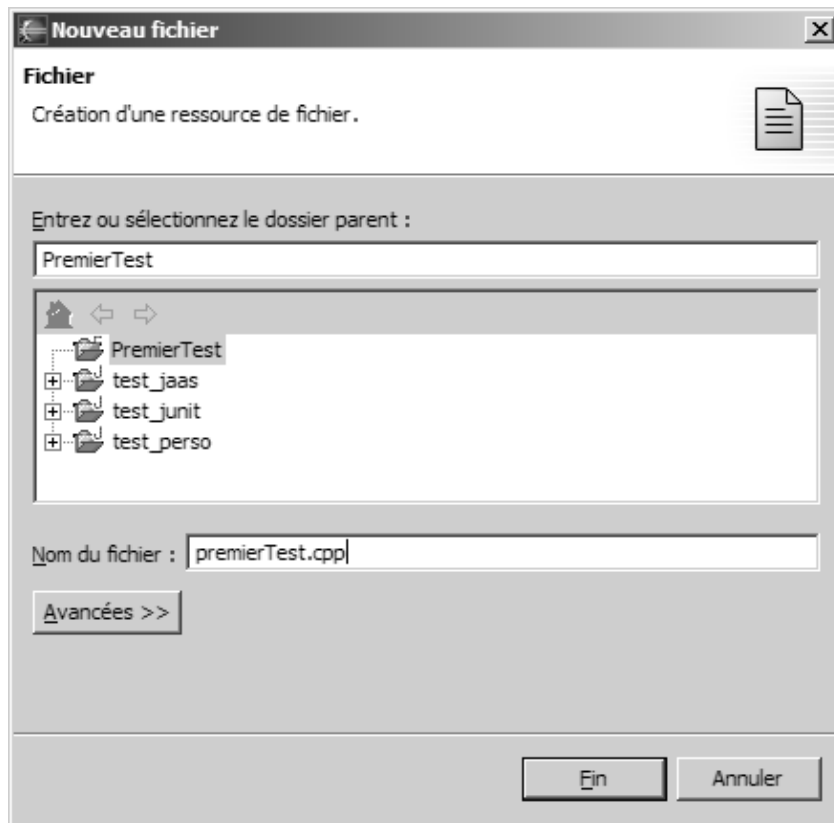 Nouveau fichier
Fichier
Création d'une ressource de fichier.
Entrez ou sélectionnez le dossier parent :
PremierTest
PremierTest
test_jaas
test_junit
test_perso
Nom du fichier : premierTest.cpp
Avancées >>
Fin Annuler